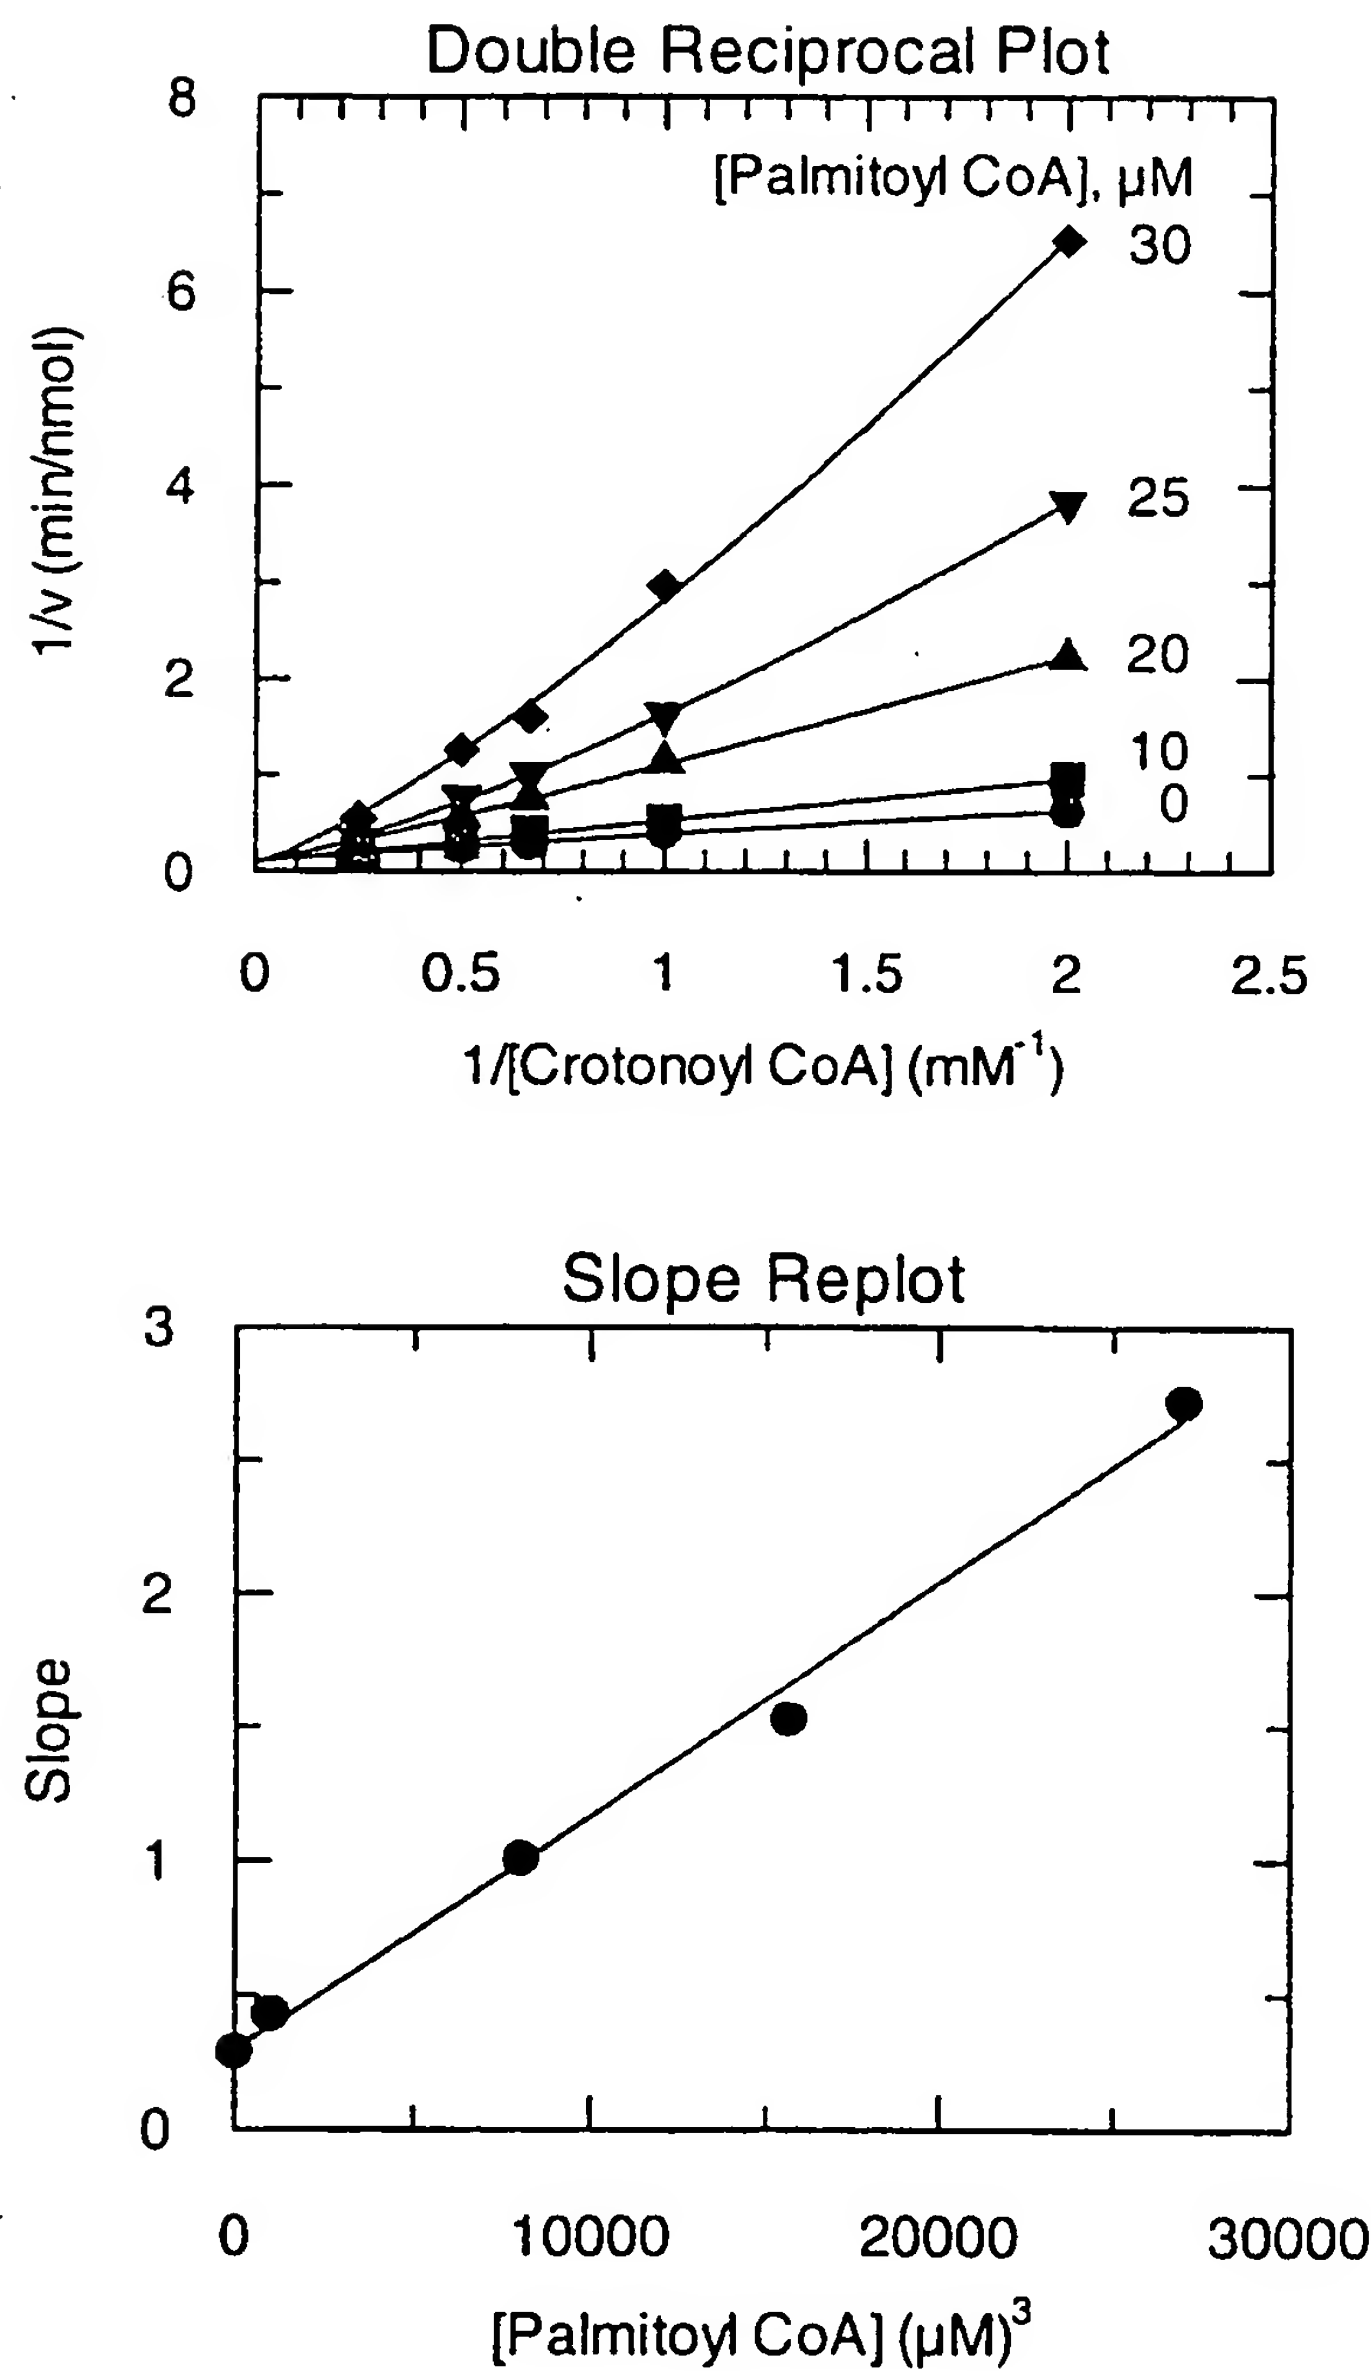 Double Reciprocal Plot
8
[Palmitoyl CoA], µM
30
6
25
4
20
2
10
0
0
1/v (min/nmol)
0 0.5 1 1.5 2 2.5
1/[Crotonoyl CoA] (mM⁻¹)
Slope Replot
3
2
Slope
1
0
0 10000 20000 30000
[Palmitoyl CoA] (µM)³